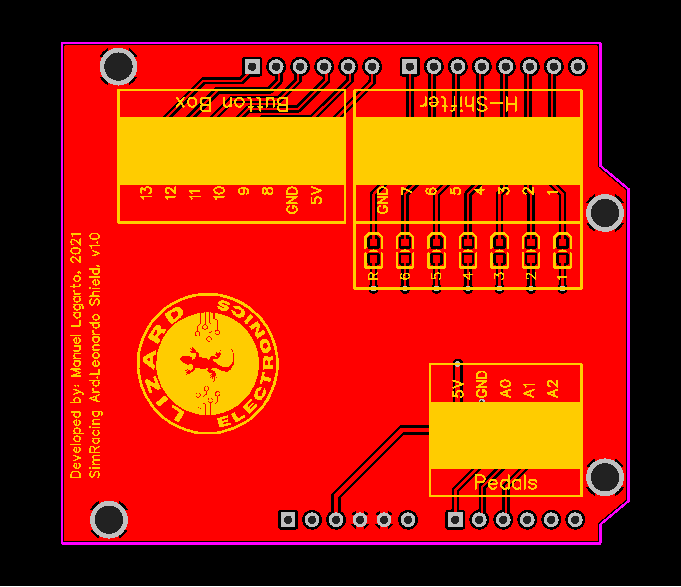 Button Box
H-Shifter
13 12 11 10 9 8 GND 5V
GND 7 6 5 4 3 2 1
R 6 5 4 3 2 1
Developed by: Manuel Lagarto, 2021
SimRacing Ard.Leonardo Shield, v1.0
LIZARD
ELECTRONICS
5V GND A0 A1 A2
Pedals